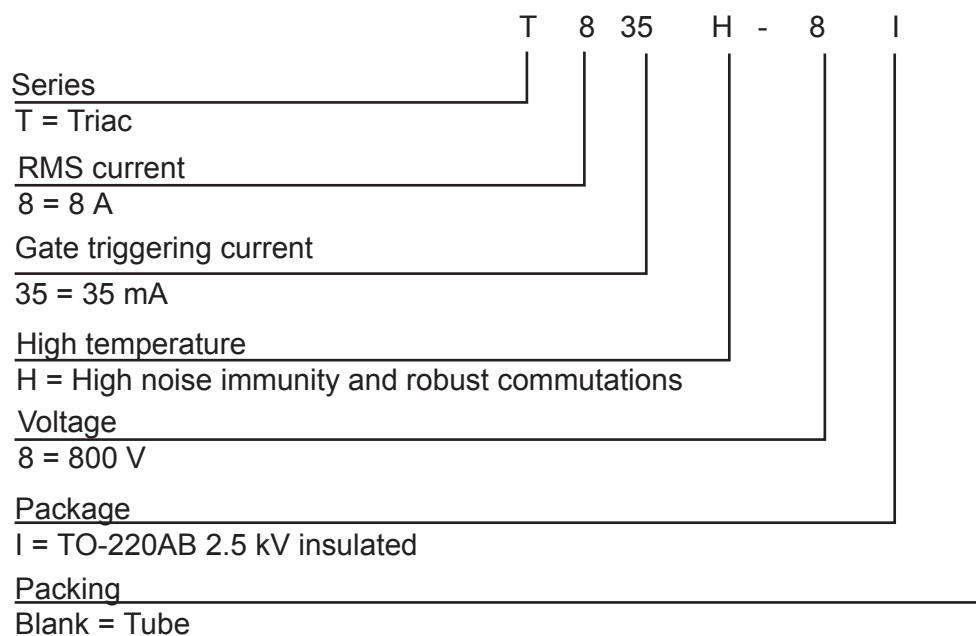 T 8 35 H - 8 I
Series
T = Triac
RMS current
8 = 8 A
Gate triggering current
35 = 35 mA
High temperature
H = High noise immunity and robust commutations
Voltage
8 = 800 V
Package
I = TO-220AB 2.5 kV insulated
Packing
Blank = Tube